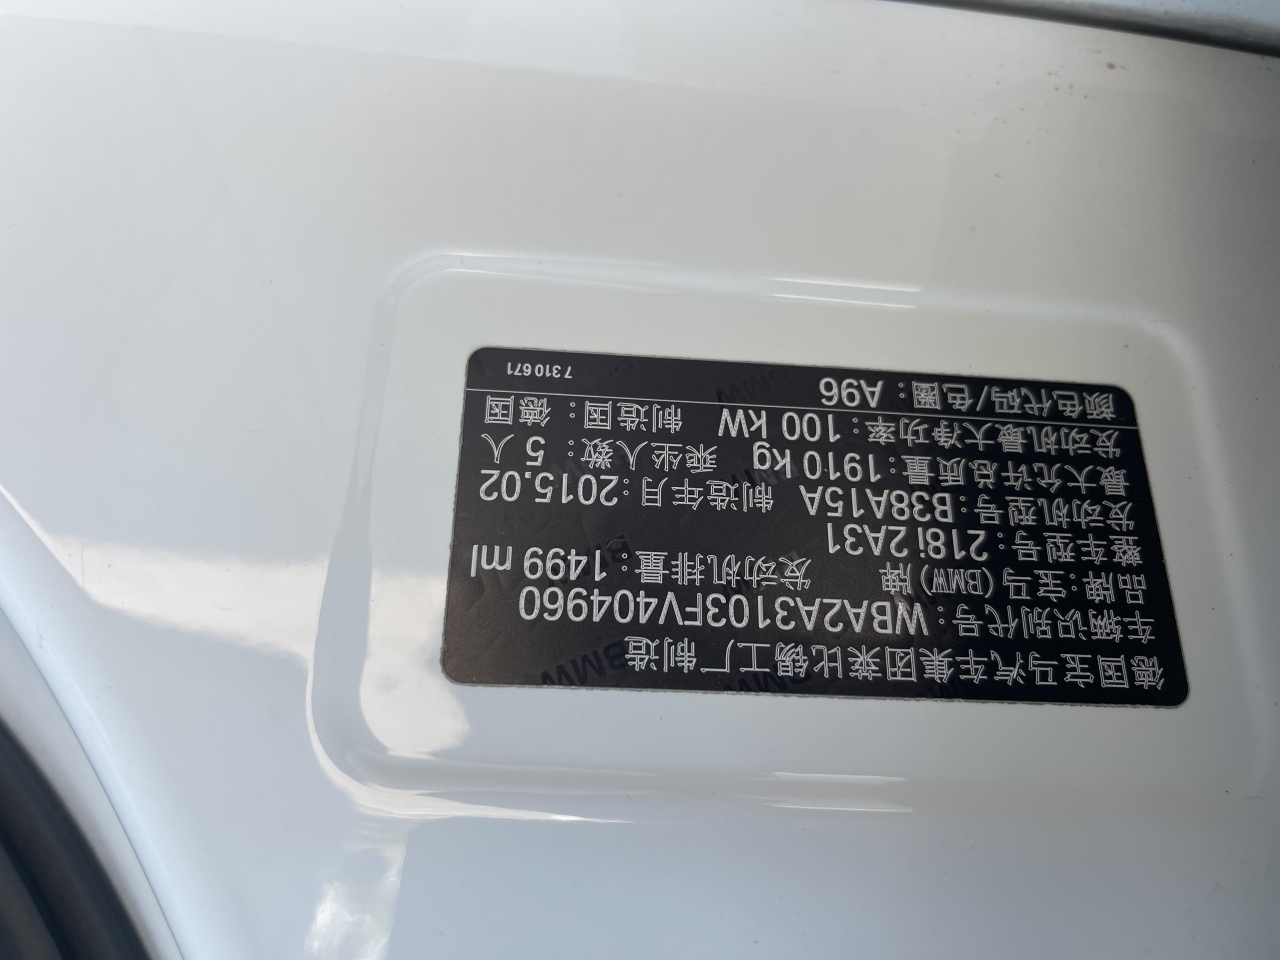 德国宝马汽车集团莱比锡工厂制造
车辆识别代号：WBA2A3103FV404960
品牌：宝马(BMW)牌 发动机排量：1499 ml
整车型号：218i 2A31
发动机型号：B38A15A 制造年月：2015.02
最大允许总质量：1910 kg 乘坐人数：5 人
发动机最大净功率：100 kW 制造国：德国
颜色代码/色圈：A96
7 310 671